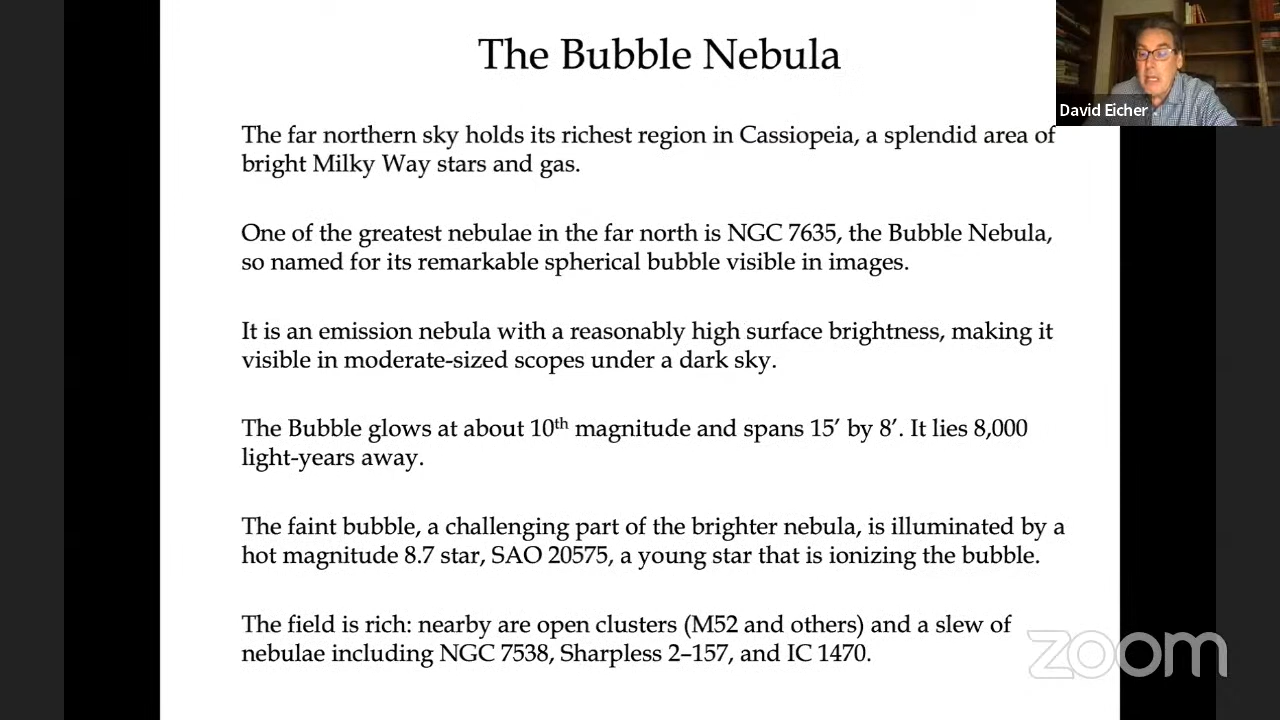 The Bubble Nebula
David Eicher
The far northern sky holds its richest region in Cassiopeia, a splendid area of
bright Milky Way stars and gas.
One of the greatest nebulae in the far north is NGC 7635, the Bubble Nebula,
so named for its remarkable spherical bubble visible in images.
It is an emission nebula with a reasonably high surface brightness, making it
visible in moderate-sized scopes under a dark sky.
The Bubble glows at about 10th magnitude and spans 15′ by 8′. It lies 8,000
light-years away.
The faint bubble, a challenging part of the brighter nebula, is illuminated by a
hot magnitude 8.7 star, SAO 20575, a young star that is ionizing the bubble.
The field is rich: nearby are open clusters (M52 and others) and a slew of
nebulae including NGC 7538, Sharpless 2–157, and IC 1470.
zoom